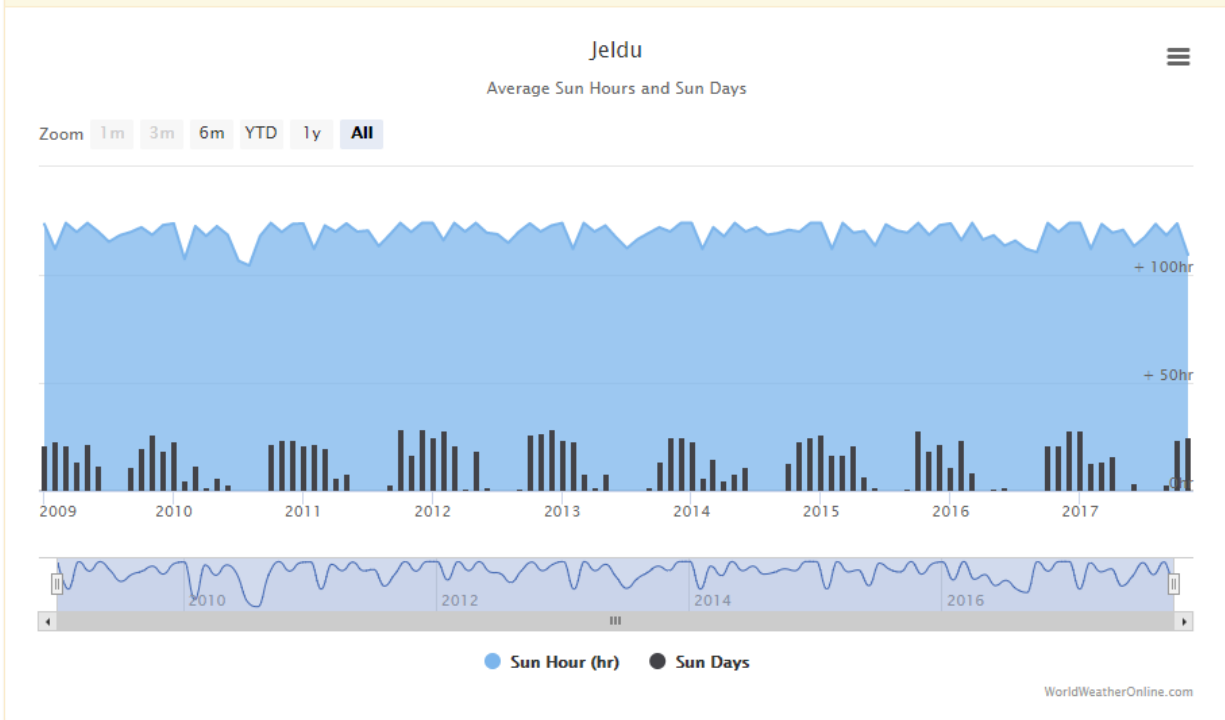 Jeldu
Average Sun Hours and Sun Days
Zoom 1m 3m 6m YTD 1y All
+ 100hr
+ 50hr
0hr
2009 2010 2011 2012 2013 2014 2015 2016 2017
2010 2012 2014 2016
Sun Hour (hr) Sun Days
WorldWeatherOnline.com